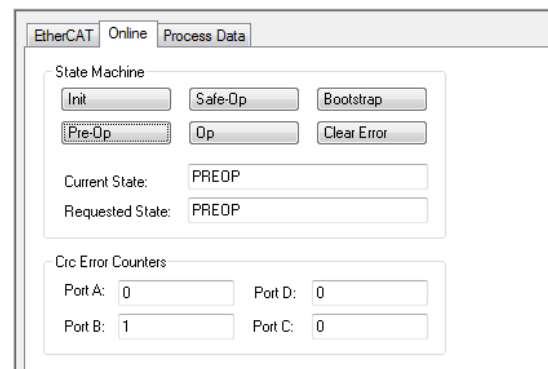 EtherCAT Online Process Data
State Machine
Init Safe-Op Bootstrap
Pre-Op Op Clear Error
Current State: PREOP
Requested State: PREOP
Crc Error Counters
Port A: 0 Port D: 0
Port B: 1 Port C: 0